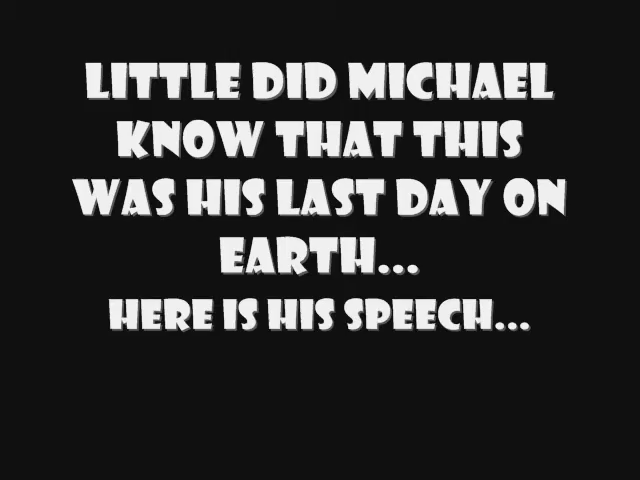 LITTLE DID MICHAEL
KNOW THAT THIS
WAS HIS LAST DAY ON
EARTH...
HERE IS HIS SPEECH...